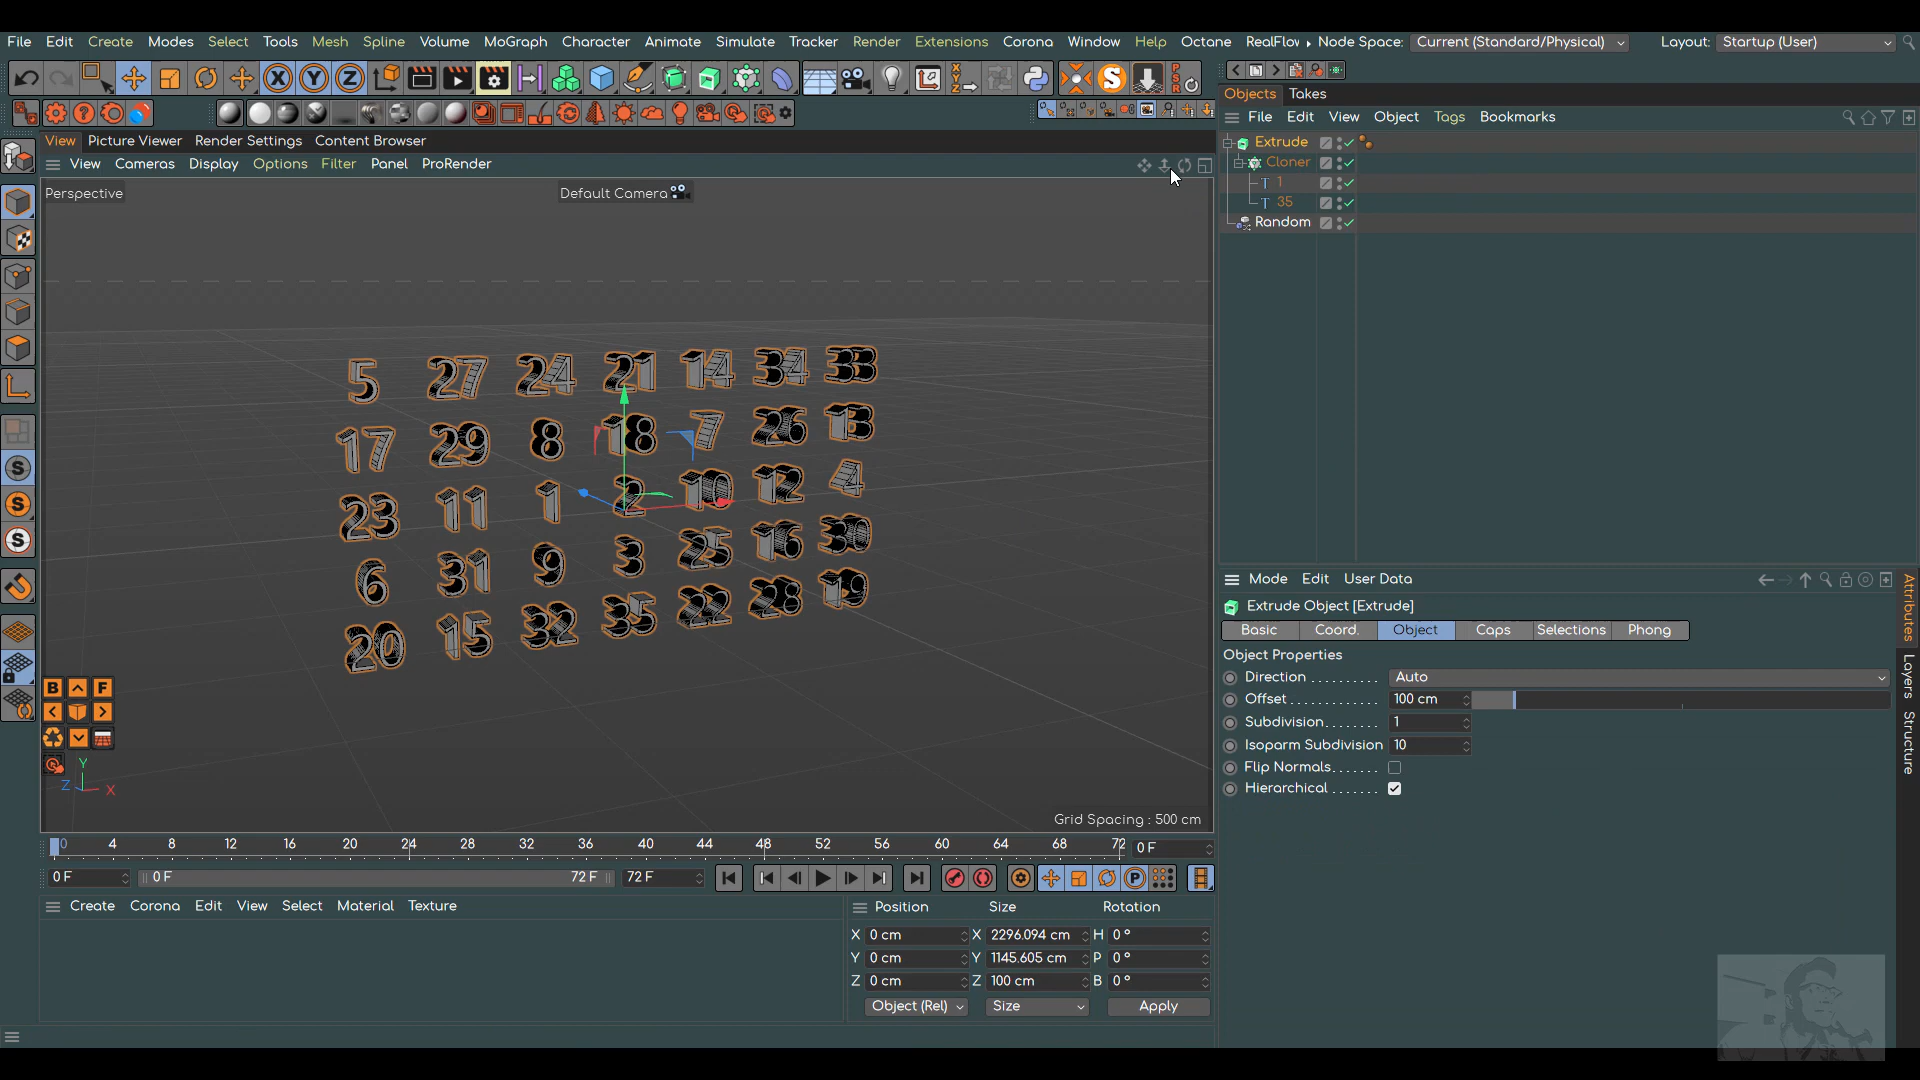 File Edit Create Modes Select Tools Mesh Spline Volume MoGraph Character Animate Simulate Tracker Render Extensions Corona Window Help Octane RealFlow Node Space: Current (Standard/Physical) Layout: Startup (User)
X Y Z
S
PSR
Objects Takes
File Edit View Object Tags Bookmarks
View Picture Viewer Render Settings Content Browser
View Cameras Display Options Filter Panel ProRender
Extrude
Cloner
1
35
Random
Perspective
Default Camera
5 27 24 21 14 34 33
17 29 8 18 7 26 13
23 11 1 2 10 12 4
6 31 9 3 25 16 30
20 15 32 35 22 28 19
S
S
S
B F
Y
Z X
Grid Spacing : 500 cm
Mode Edit User Data
Extrude Object [Extrude]
Basic Coord. Object Caps Selections Phong
Object Properties
Direction . . . . . . . . . . Auto
Offset . . . . . . . . . . . . . 100 cm
Subdivision. . . . . . . . 1
Isoparm Subdivision 10
Flip Normals. . . . . . .
Hierarchical . . . . . . .
Attributes
Layers
Structure
0 4 8 12 16 20 24 28 32 36 40 44 48 52 56 60 64 68 72 0 F
0 F 0 F 72 F 72 F P
Create Corona Edit View Select Material Texture
Position Size Rotation
X 0 cm X 2296.094 cm H 0 °
Y 0 cm Y 1145.605 cm P 0 °
Z 0 cm Z 100 cm B 0 °
Object (Rel) Size Apply